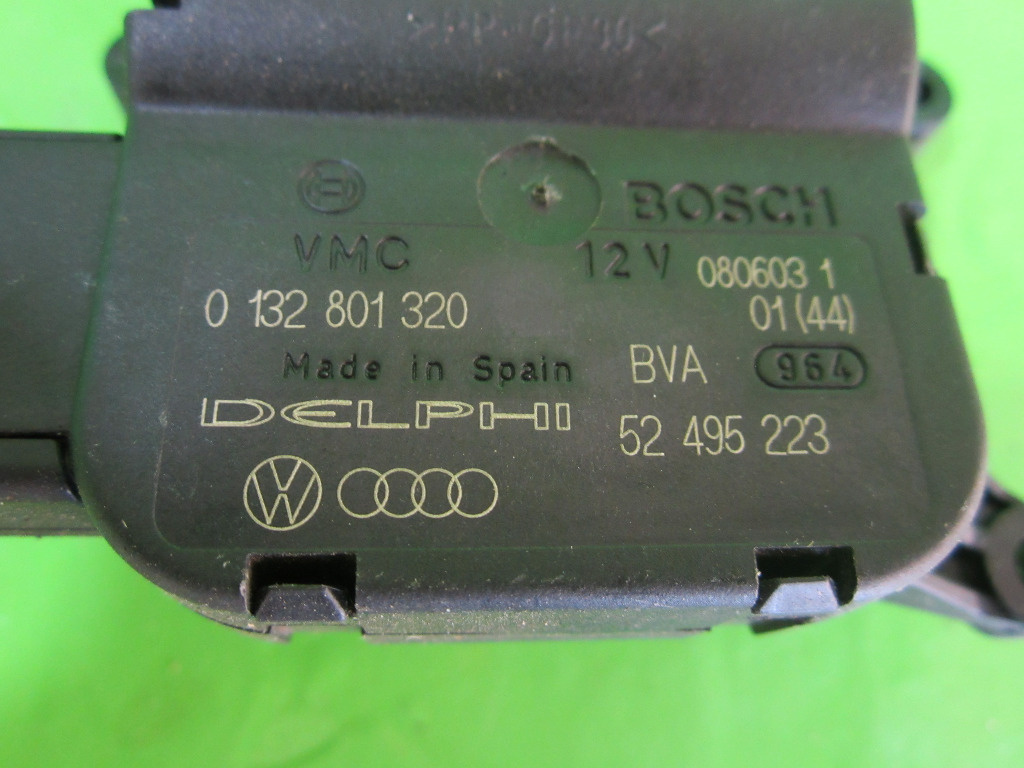 BOSCH
VMC 12V 080603 1
0 132 801 320 01(44)
Made in Spain BVA 964
DELPHI 52 495 223